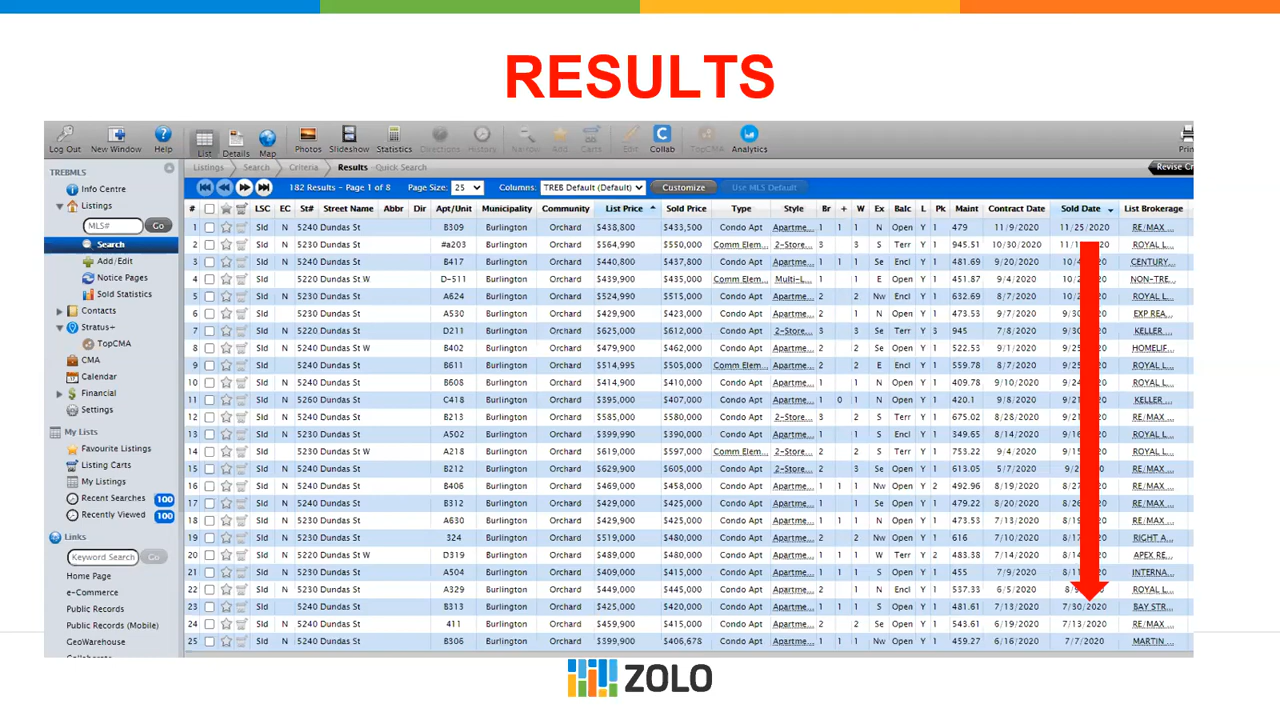 RESULTS
Log Out New Window Help List Details Map Photos Slideshow Statistics Directions History Narrow Add Carts Edit Collab TopCMA Analytics
Listings Search Criteria Results - Quick Search
182 Results - Page 1 of 8 Page Size: 25 Columns: TREB Default (Default) Customize Use MLS Default
TREBMLS
Info Centre
Listings
MLS# Go
Search
Add/Edit
Notice Pages
Sold Statistics
Contacts
Stratus+
TopCMA
CMA
Calendar
Financial
Settings
My Lists
Favourite Listings
Listing Carts
My Listings
Recent Searches 100
Recently Viewed 100
Links
Keyword Search Go
Home Page
e-Commerce
Public Records
Public Records (Mobile)
GeoWarehouse
# LSC EC St# Street Name Abbr Dir Apt/Unit Municipality Community List Price Sold Price Type Style Br + W Ex Balc L Pk Maint Contract Date Sold Date List Brokerage
1 Sld N 5240 Dundas St B309 Burlington Orchard $438,800 $433,500 Condo Apt Apartme... 1 1 N Open Y 1 479 11/9/2020 11/25/2020 RE/MAX ...
2 Sld N 5230 Dundas St #a203 Burlington Orchard $564,990 $550,000 Comm Elem... 2-Store... 3 2 S Terr Y 1 945.51 10/30/2020 ROYAL L...
3 Sld N 5240 Dundas St B417 Burlington Orchard $440,800 $437,800 Condo Apt Apartme... 1 1 2 Se Encl Y 1 481.69 9/20/2020 CENTURY...
4 Sld N 5240 Dundas St W D-511 Burlington Orchard $439,900 $435,000 Comm Elem... Multi-L... 1 1 E Open Y 1 451.87 9/4/2020 NON-TRE...
5 Sld N 5240 Dundas St A624 Burlington Orchard $524,990 $515,000 Condo Apt Apartme... 2 2 Nw Encl Y 1 632.69 8/7/2020 ROYAL L...
6 Sld 5230 Dundas St A530 Burlington Orchard $429,900 $423,000 Condo Apt Apartme... 1 2 N Open Y 1 453.67 9/7/2020 EXP REA...
7 Sld N 5220 Dundas St D211 Burlington Orchard $625,000 $612,000 Condo Apt 2-Store... 3 3 Se Terr Y 3 945 7/8/2020 KELLER ...
8 Sld N 5240 Dundas St W B402 Burlington Orchard $479,900 $462,000 Condo Apt Apartme... 2 2 Se Open Y 1 522.53 9/1/2020 HOMELIF...
9 Sld N 5240 Dundas St B611 Burlington Orchard $514,995 $505,000 Comm Elem... Apartme... 2 2 E Encl Y 1 559.78 8/8/2020 ROYAL L...
10 Sld N 5240 Dundas St B608 Burlington Orchard $414,900 $410,000 Condo Apt Apartme... 1 1 N Open Y 1 409.78 9/10/2020 ROYAL L...
11 Sld N 5260 Dundas St C418 Burlington Orchard $395,000 $407,000 Condo Apt Apartme... 1 0 1 N Open Y 1 420.1 9/8/2020 KELLER ...
12 Sld N 5240 Dundas St B213 Burlington Orchard $585,000 $580,000 Condo Apt 2-Store... 3 2 S Terr Y 1 675.02 8/28/2020 RE/MAX ...
13 Sld N 5230 Dundas St A502 Burlington Orchard $399,990 $390,000 Condo Apt Apartme... 1 1 S Encl Y 1 349.65 ROYAL L...
14 Sld 5230 Dundas St W A218 Burlington Orchard $619,000 $597,000 Comm Elem... 2-Store... 2 2 S Terr Y 1 753.22 9/4/2020 ROYAL L...
15 Sld N 5240 Dundas St B212 Burlington Orchard $629,900 $605,000 Condo Apt 2-Store... 3 3 Se Open Y 1 613.05 5/7/2020 RE/MAX ...
16 Sld N 5240 Dundas St B406 Burlington Orchard $469,000 $458,000 Condo Apt Apartme... 1 1 1 Nw Open Y 2 492.96 8/19/2020 RE/MAX ...
17 Sld N 5240 Dundas St B312 Burlington Orchard $439,000 $425,000 Condo Apt Apartme... 1 1 Nw Open Y 1 479.22 8/20/2020 RE/MAX
18 Sld N 5230 Dundas St A630 Burlington Orchard $459,900 $425,000 Condo Apt Apartme... 1 1 1 N Open Y 1 473.53 7/13/2020 ROYAL L...
19 Sld N 5240 Dundas St 324 Burlington Orchard $519,000 $480,000 Condo Apt Apartme... 2 2 N Open Y 1 616 7/10/2020 RIGHT A...
20 Sld N 5220 Dundas St W D319 Burlington Orchard $489,000 $480,000 Condo Apt Apartme... 1 1 W Terr Y 2 483.38 7/15/2020 APEX RE...
21 Sld N 5230 Dundas St A504 Burlington Orchard $409,000 $402,000 Condo Apt Apartme... 1 1 S Open Y 1 455 7/9/2020 INTERNA...
22 Sld N 5230 Dundas St A329 Burlington Orchard $449,000 $445,000 Condo Apt Apartme... 1 1 2 N Encl Y 1 537.33 6/5/2020 ROYAL L...
23 Sld N 5240 Dundas St B313 Burlington Orchard $425,000 $420,000 Condo Apt Apartme... 1 1 1 S Open Y 1 481.61 7/13/2020 7/30/2020 BAY STR...
24 Sld N 5240 Dundas St 411 Burlington Orchard $459,900 $415,000 Condo Apt Apartme... 1 1 1 N Open Y 1 543.61 6/19/2020 7/13/2020 RE/MAX ...
25 Sld N 5240 Dundas St B306 Burlington Orchard $399,900 $406,678 Condo Apt Apartme... 1 1 1 Nw Open Y 1 459.27 6/16/2020 7/7/2020 MARTIN ...
ZOLO